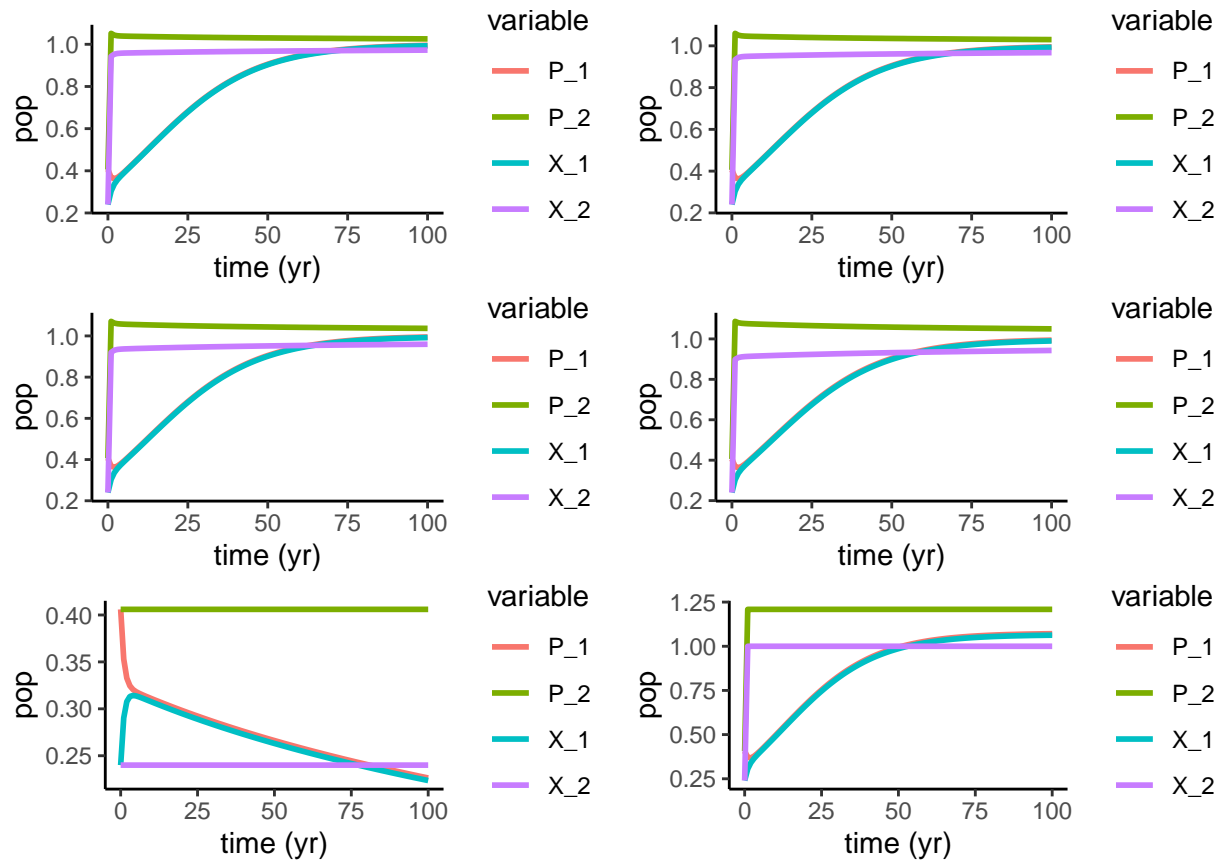 variable
1.0
0.8
0.6
0.4
0.2
pop
P_1
P_2
X_1
X_2
0 25 50 75 100
time (yr)
variable
1.0
0.8
0.6
0.4
0.2
pop
P_1
P_2
X_1
X_2
0 25 50 75 100
time (yr)
variable
1.0
0.8
0.6
0.4
0.2
pop
P_1
P_2
X_1
X_2
0 25 50 75 100
time (yr)
variable
1.0
0.8
0.6
0.4
0.2
pop
P_1
P_2
X_1
X_2
0 25 50 75 100
time (yr)
variable
0.40
0.35
0.30
0.25
pop
P_1
P_2
X_1
X_2
0 25 50 75 100
time (yr)
variable
1.25
1.00
0.75
0.50
0.25
pop
P_1
P_2
X_1
X_2
0 25 50 75 100
time (yr)